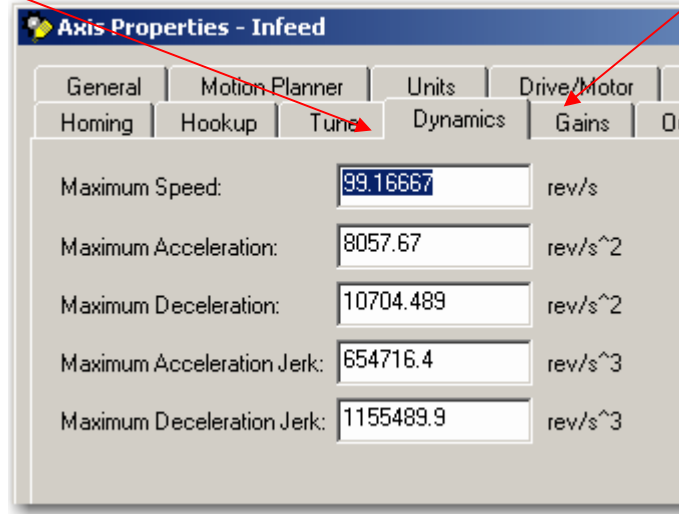 Axis Properties - Infeed
General Motion Planner Units Drive/Motor
Homing Hookup Tune Dynamics Gains
Maximum Speed: 99.16667 rev/s
Maximum Acceleration: 8057.67 rev/s^2
Maximum Deceleration: 10704.489 rev/s^2
Maximum Acceleration Jerk: 654716.4 rev/s^3
Maximum Deceleration Jerk: 1155489.9 rev/s^3